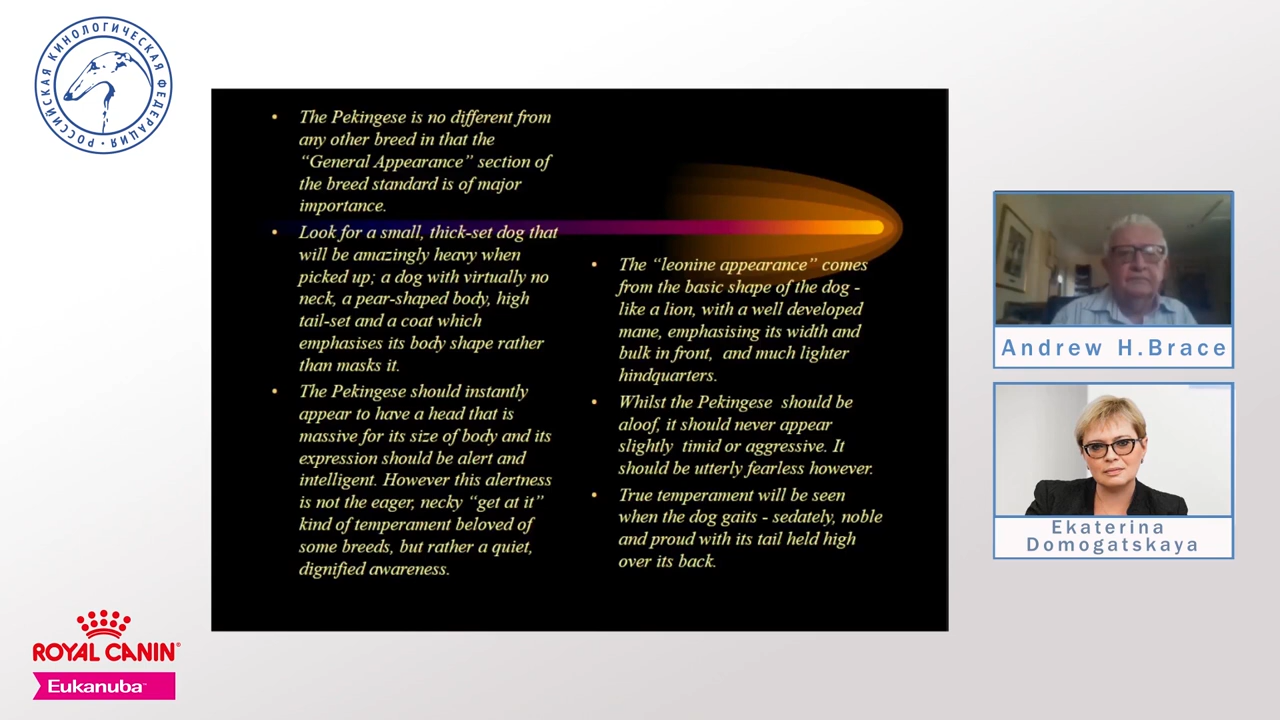 РОССИЙСКАЯ КИНОЛОГИЧЕСКАЯ ФЕДЕРАЦИЯ
• The Pekingese is no different from
any other breed in that the
“General Appearance” section of
the breed standard is of major
importance.
• Look for a small, thick-set dog that
will be amazingly heavy when
picked up; a dog with virtually no
neck, a pear-shaped body, high
tail-set and a coat which
emphasises its body shape rather
than masks it.
• The Pekingese should instantly
appear to have a head that is
massive for its size of body and its
expression should be alert and
intelligent. However this alertness
is not the eager, necky “get at it”
kind of temperament beloved of
some breeds, but rather a quiet,
dignified awareness.
• The “leonine appearance” comes
from the basic shape of the dog -
like a lion, with a well developed
mane, emphasising its width and
bulk in front, and much lighter
hindquarters.
• Whilst the Pekingese should be
aloof, it should never appear
slightly timid or aggressive. It
should be utterly fearless however.
• True temperament will be seen
when the dog gaits - sedately, noble
and proud with its tail held high
over its back.
Andrew H.Brace
Ekaterina
Domogatskaya
ROYAL CANIN
Eukanuba